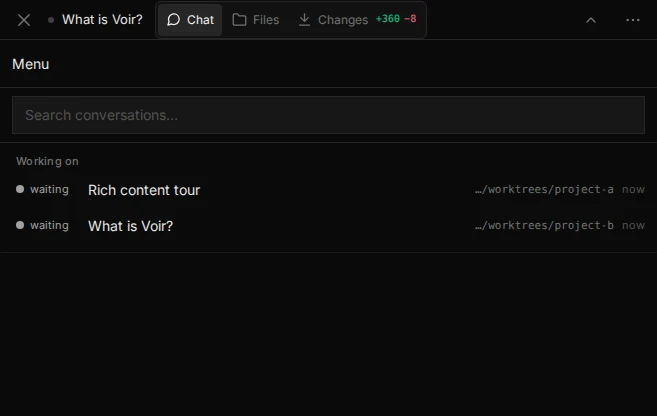 What is Voir? Chat Files Changes +360 −8
Menu
Search conversations...
Working on
waiting Rich content tour …/worktrees/project-a now
waiting What is Voir? …/worktrees/project-b now